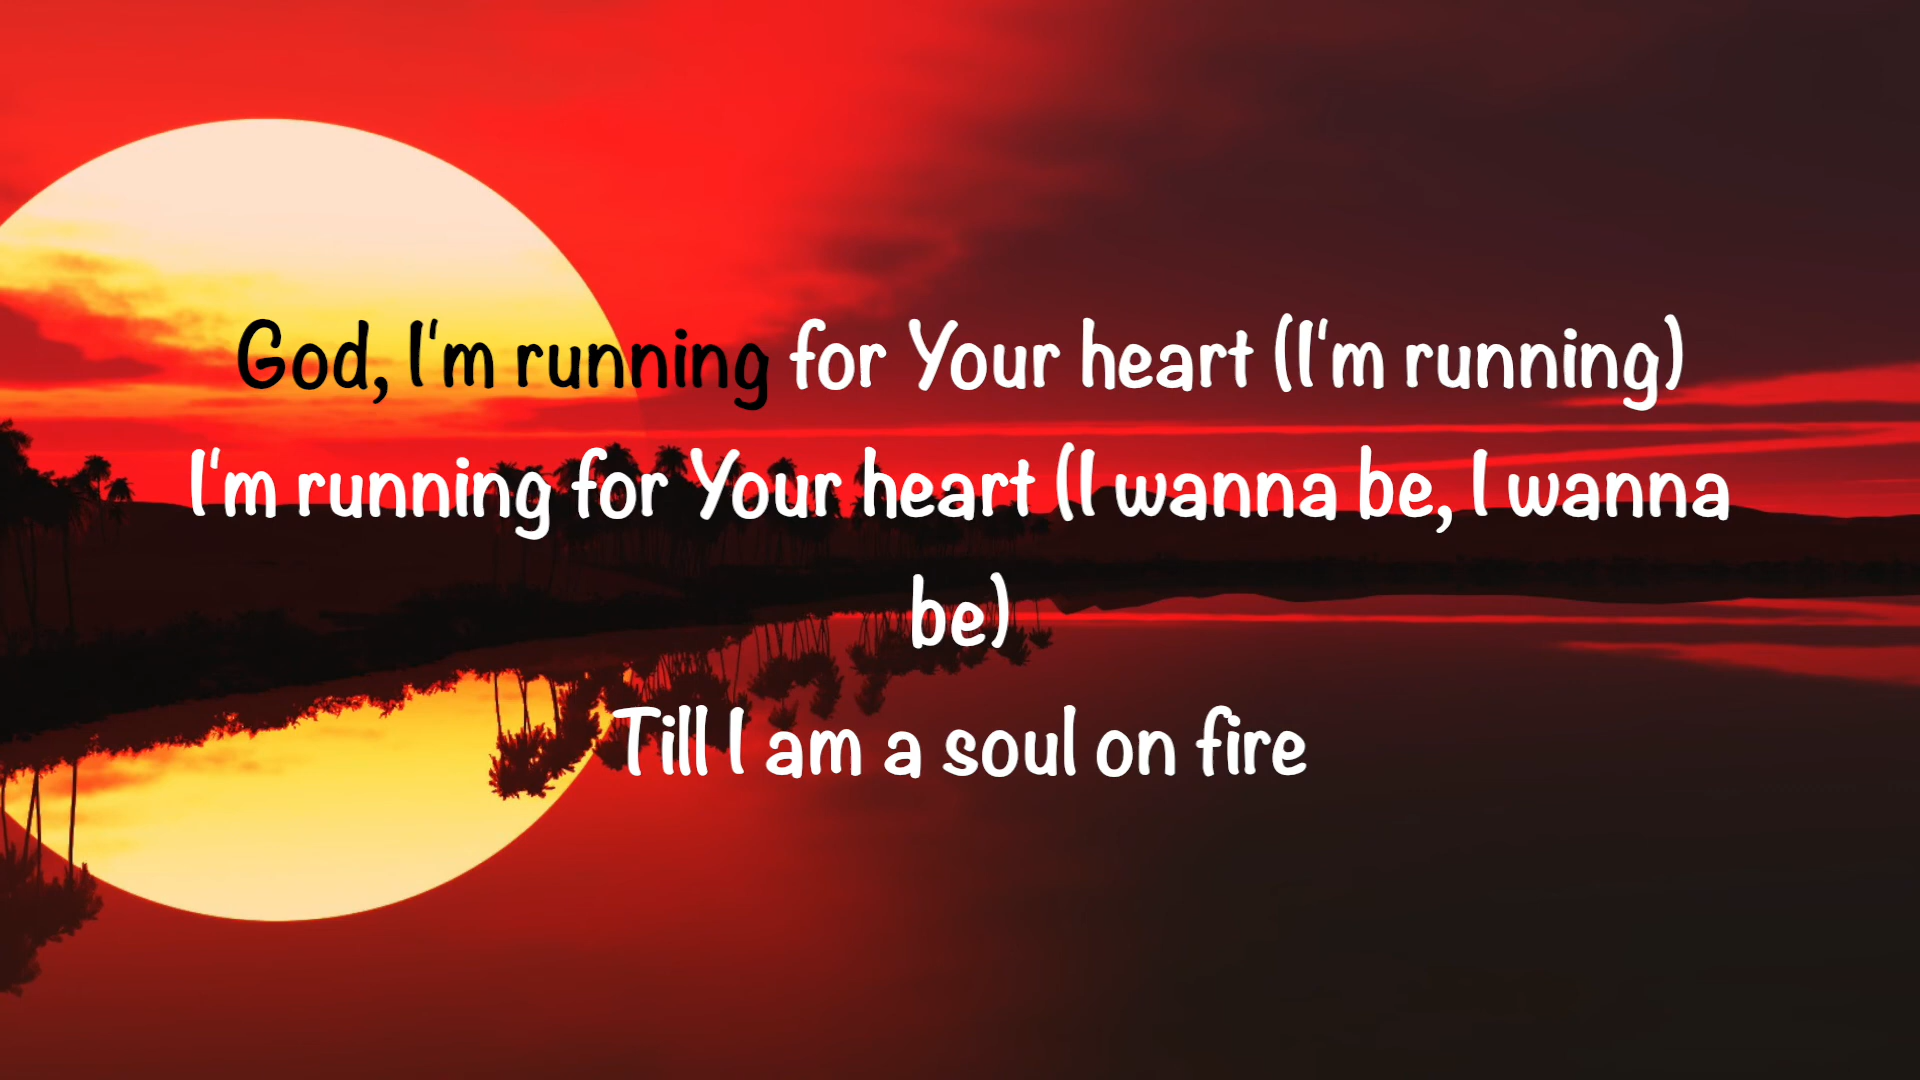 God, I'm running for Your heart (I'm running)
I'm running for Your heart (I wanna be, I wanna
be)
Till I am a soul on fire